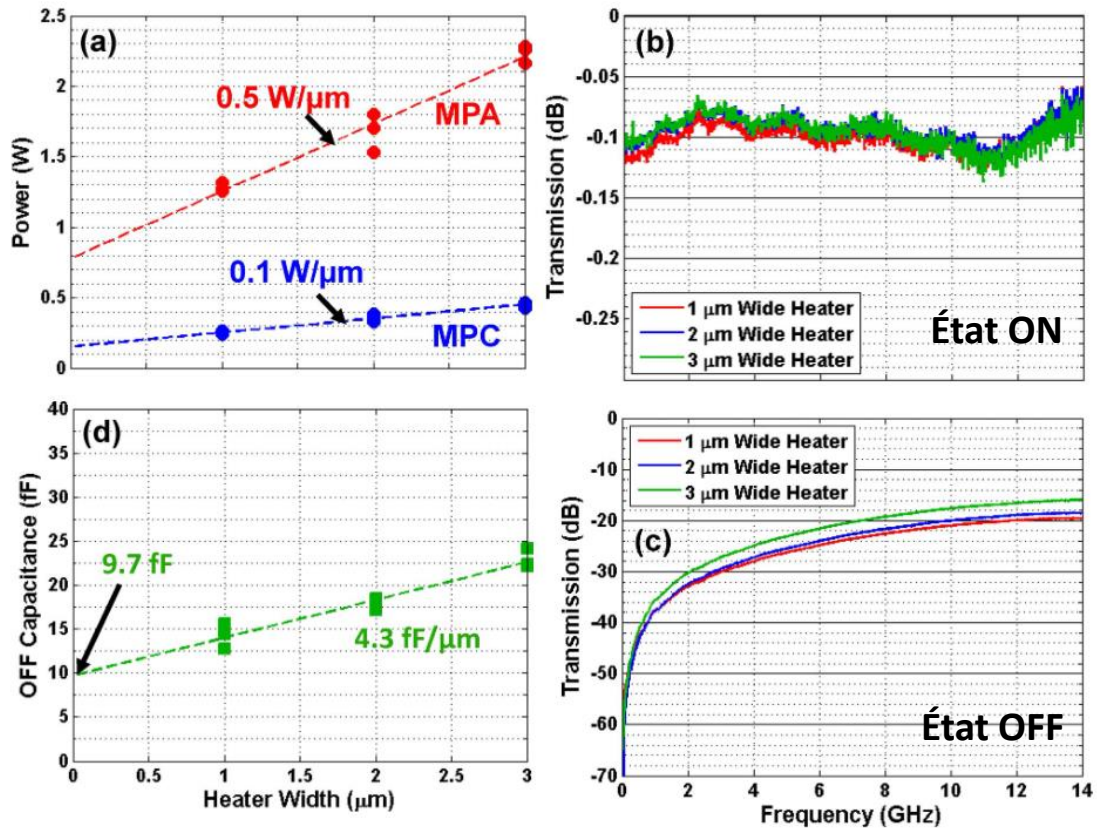 (a)
2.5
2
1.5
1
0.5
0
Power (W)
0.5 W/μm
MPA
0.1 W/μm
MPC
(b)
0
-0.05
-0.1
-0.15
-0.2
-0.25
Transmission (dB)
1 μm Wide Heater
2 μm Wide Heater
3 μm Wide Heater
État ON
(d)
40
35
30
25
20
15
10
5
0
OFF Capacitance (fF)
9.7 fF
4.3 fF/μm
0 0.5 1 1.5 2 2.5 3
Heater Width (μm)
0
-10
-20
-30
-40
-50
-60
-70
Transmission (dB)
1 μm Wide Heater
2 μm Wide Heater
3 μm Wide Heater
(c)
État OFF
0 2 4 6 8 10 12 14
Frequency (GHz)